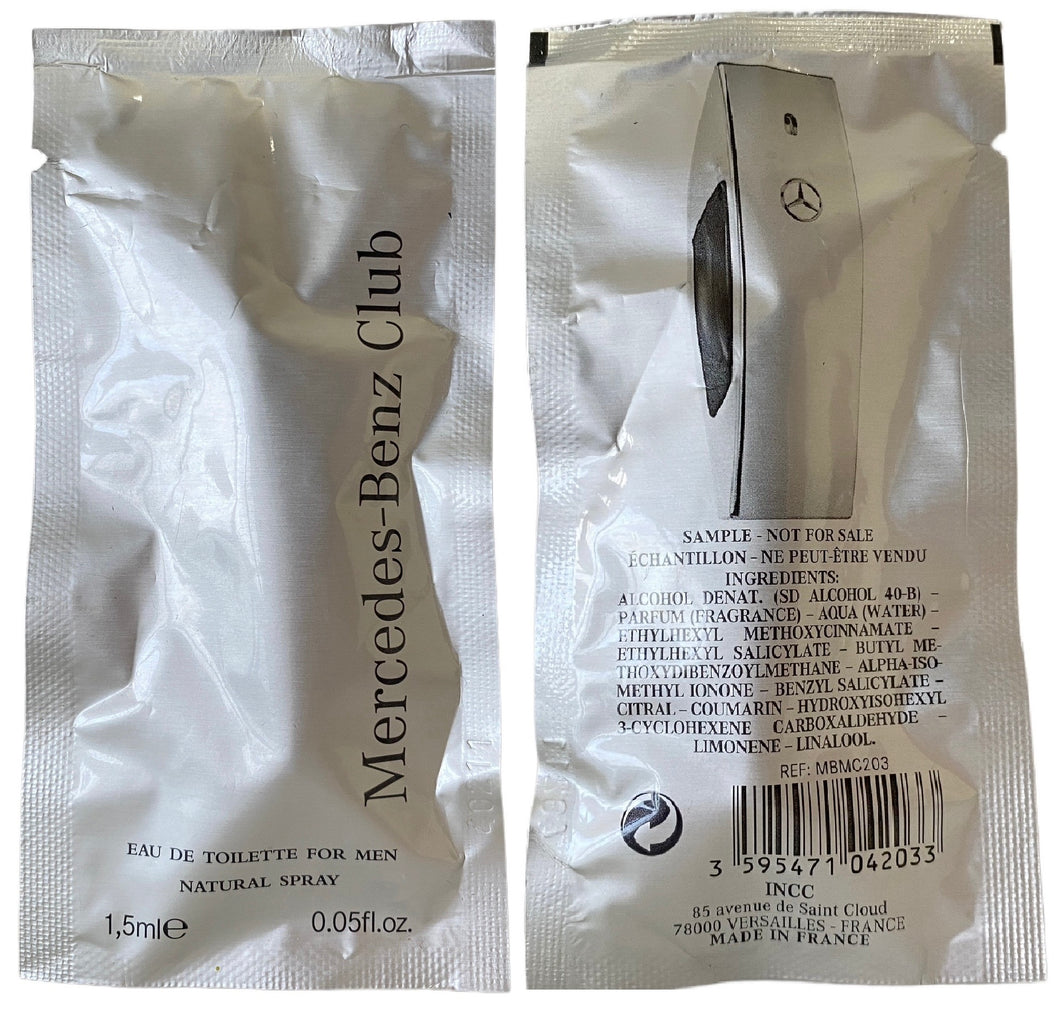 Mercedes-Benz Club
EAU DE TOILETTE FOR MEN
NATURAL SPRAY
1,5ml℮
0.05fl.oz.
SAMPLE - NOT FOR SALE
ÉCHANTILLON - NE PEUT-ÊTRE VENDU
INGREDIENTS:
ALCOHOL DENAT. (SD ALCOHOL 40-B) –
PARFUM (FRAGRANCE) – AQUA (WATER) –
ETHYLHEXYL METHOXYCINNAMATE –
ETHYLHEXYL SALICYLATE – BUTYL ME-
THOXYDIBENZOYLMETHANE – ALPHA-ISO-
METHYL IONONE – BENZYL SALICYLATE –
CITRAL – COUMARIN – HYDROXYISOHEXYL
3-CYCLOHEXENE CARBOXALDEHYDE –
LIMONENE – LINALOOL.
REF: MBMC203
3 595471 042033
INCC
85 avenue de Saint Cloud
78000 VERSAILLES - FRANCE
MADE IN FRANCE